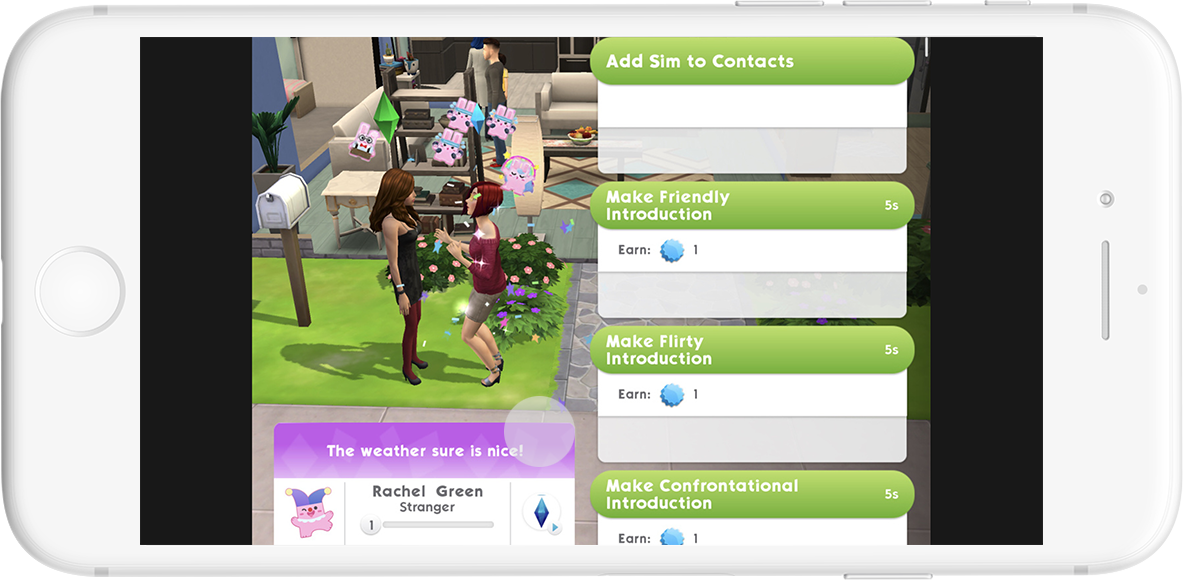 Add Sim to Contacts
Make Friendly
Introduction
5s
Earn: 1
Make Flirty
Introduction
5s
Earn: 1
Make Confrontational
Introduction
5s
Earn: 1
The weather sure is nice!
Rachel Green
Stranger
1